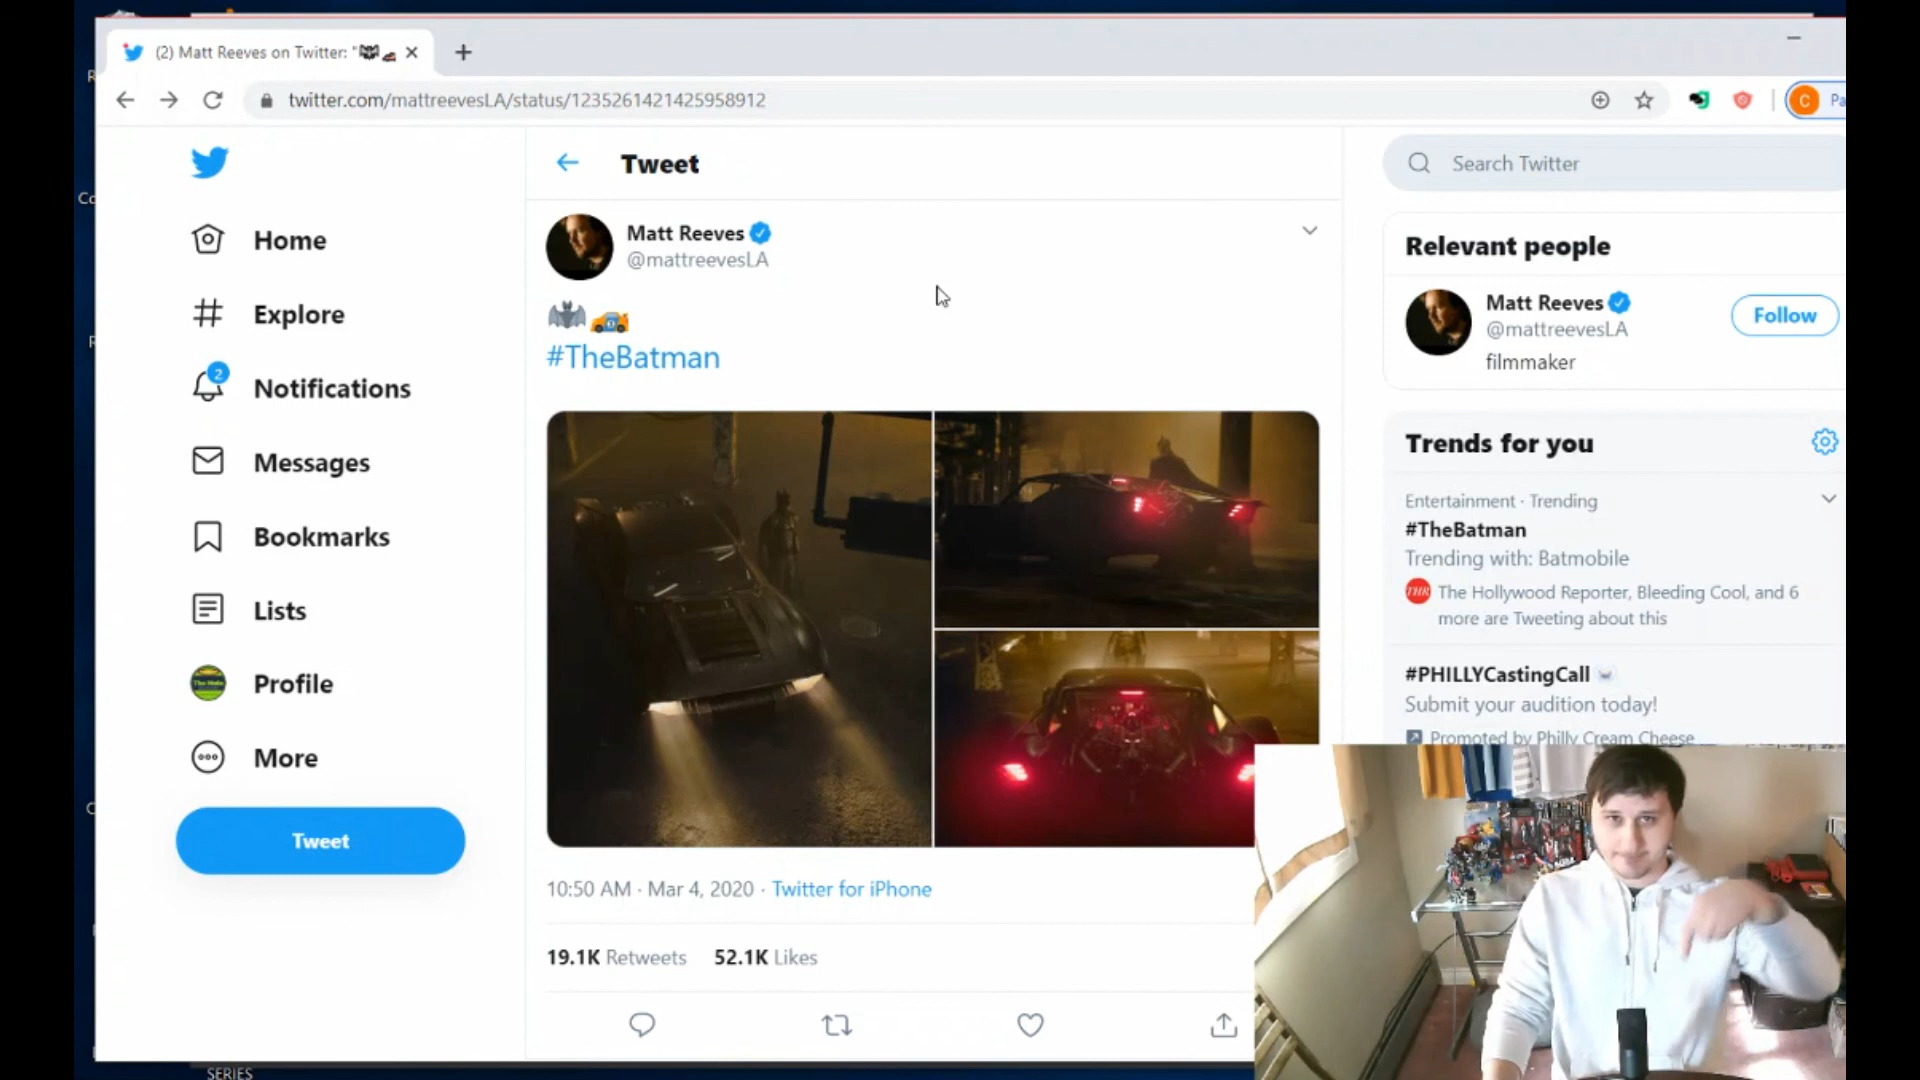 (2) Matt Reeves on Twitter: "
twitter.com/mattreevesLA/status/1235261421425958912
C
Pa
Tweet
Search Twitter
Home
Explore
2
Notifications
Messages
Bookmarks
Lists
Profile
More
Tweet
Matt Reeves
@mattreevesLA
#TheBatman
10:50 AM · Mar 4, 2020 · Twitter for iPhone
19.1K Retweets 52.1K Likes
Relevant people
Matt Reeves
@mattreevesLA
Follow
filmmaker
Trends for you
Entertainment · Trending
#TheBatman
Trending with: Batmobile
THR
The Hollywood Reporter, Bleeding Cool, and 6
more are Tweeting about this
#PHILLYCastingCall
Submit your audition today!
Promoted by Philly Cream Cheese
SERIES